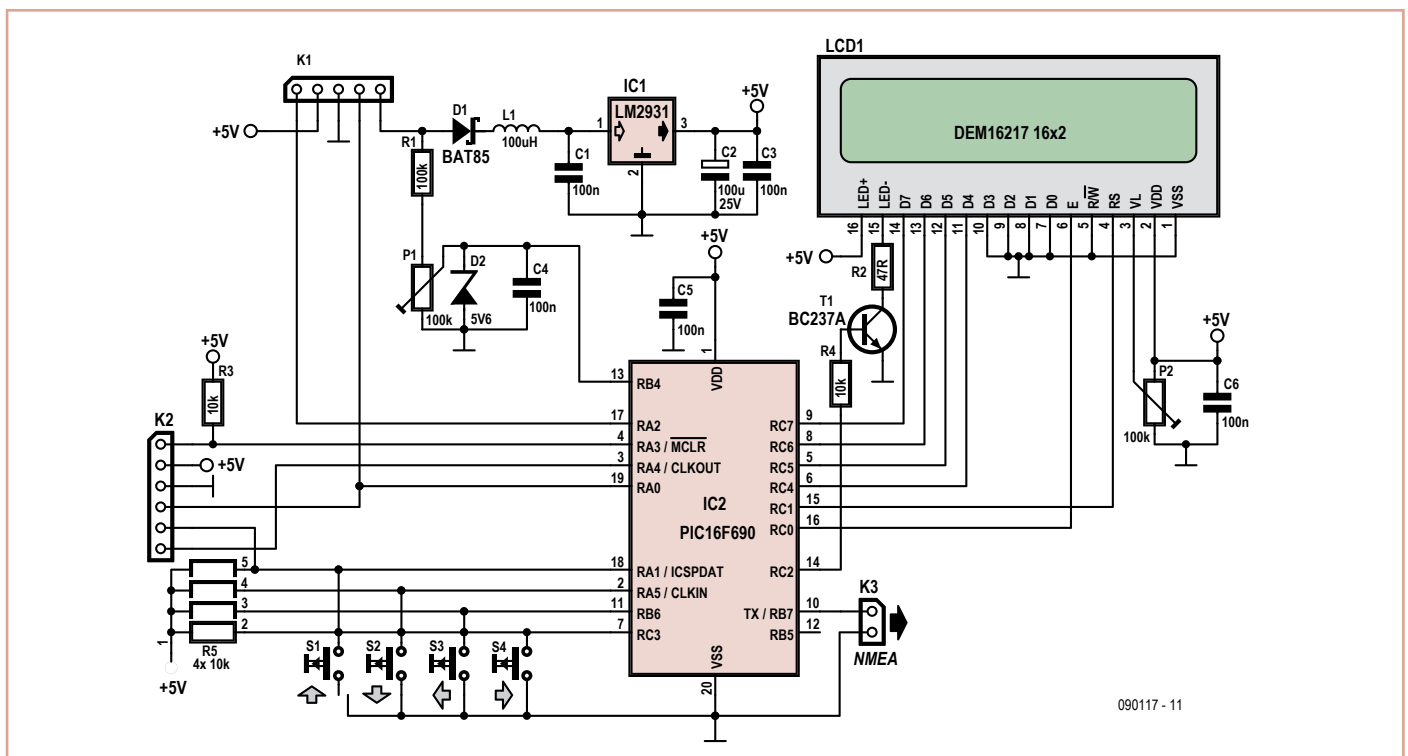 K1
+5V
R1
100k
D1
BAT85
L1
100uH
C1
100n
IC1
LM2931
1
3
2
+5V
C2
100u
25V
C3
100n
LCD1
DEM16217 16x2
LED+
LED-
D7
D6
D5
D4
D3
D2
D1
D0
E
R/W
RS
VL
VDD
VSS
16
15
14
13
12
11
10
9
8
7
6
5
4
3
2
1
+5V
R2
47R
T1
BC237A
R4
10k
+5V
P2
100k
C6
100n
P1
100k
D2
5V6
C4
100n
+5V
C5
100n
+5V
R3
10k
K2
+5V
1
VDD
13 RB4
17 RA2
4 RA3 / MCLR
3 RA4 / CLKOUT
19 RA0
18 RA1 / ICSPDAT
2 RA5 / CLKIN
11 RB6
7 RC3
IC2
PIC16F690
RC7 9
RC6 8
RC5 5
RC4 6
RC1 15
RC0 16
RC2 14
TX / RB7 10
RB5 12
VSS
20
K3
NMEA
5
4
3
2
1
R5
4x 10k
+5V
S1
S2
S3
S4
090117 - 11